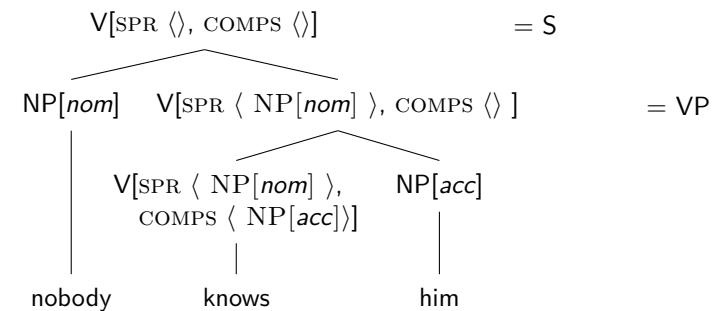 V[SPR ⟨⟩, COMPS ⟨⟩] = S
NP[nom] V[SPR ⟨ NP[nom] ⟩, COMPS ⟨⟩ ] = VP
V[SPR ⟨ NP[nom] ⟩, NP[acc]
COMPS ⟨ NP[acc]⟩]
nobody knows him